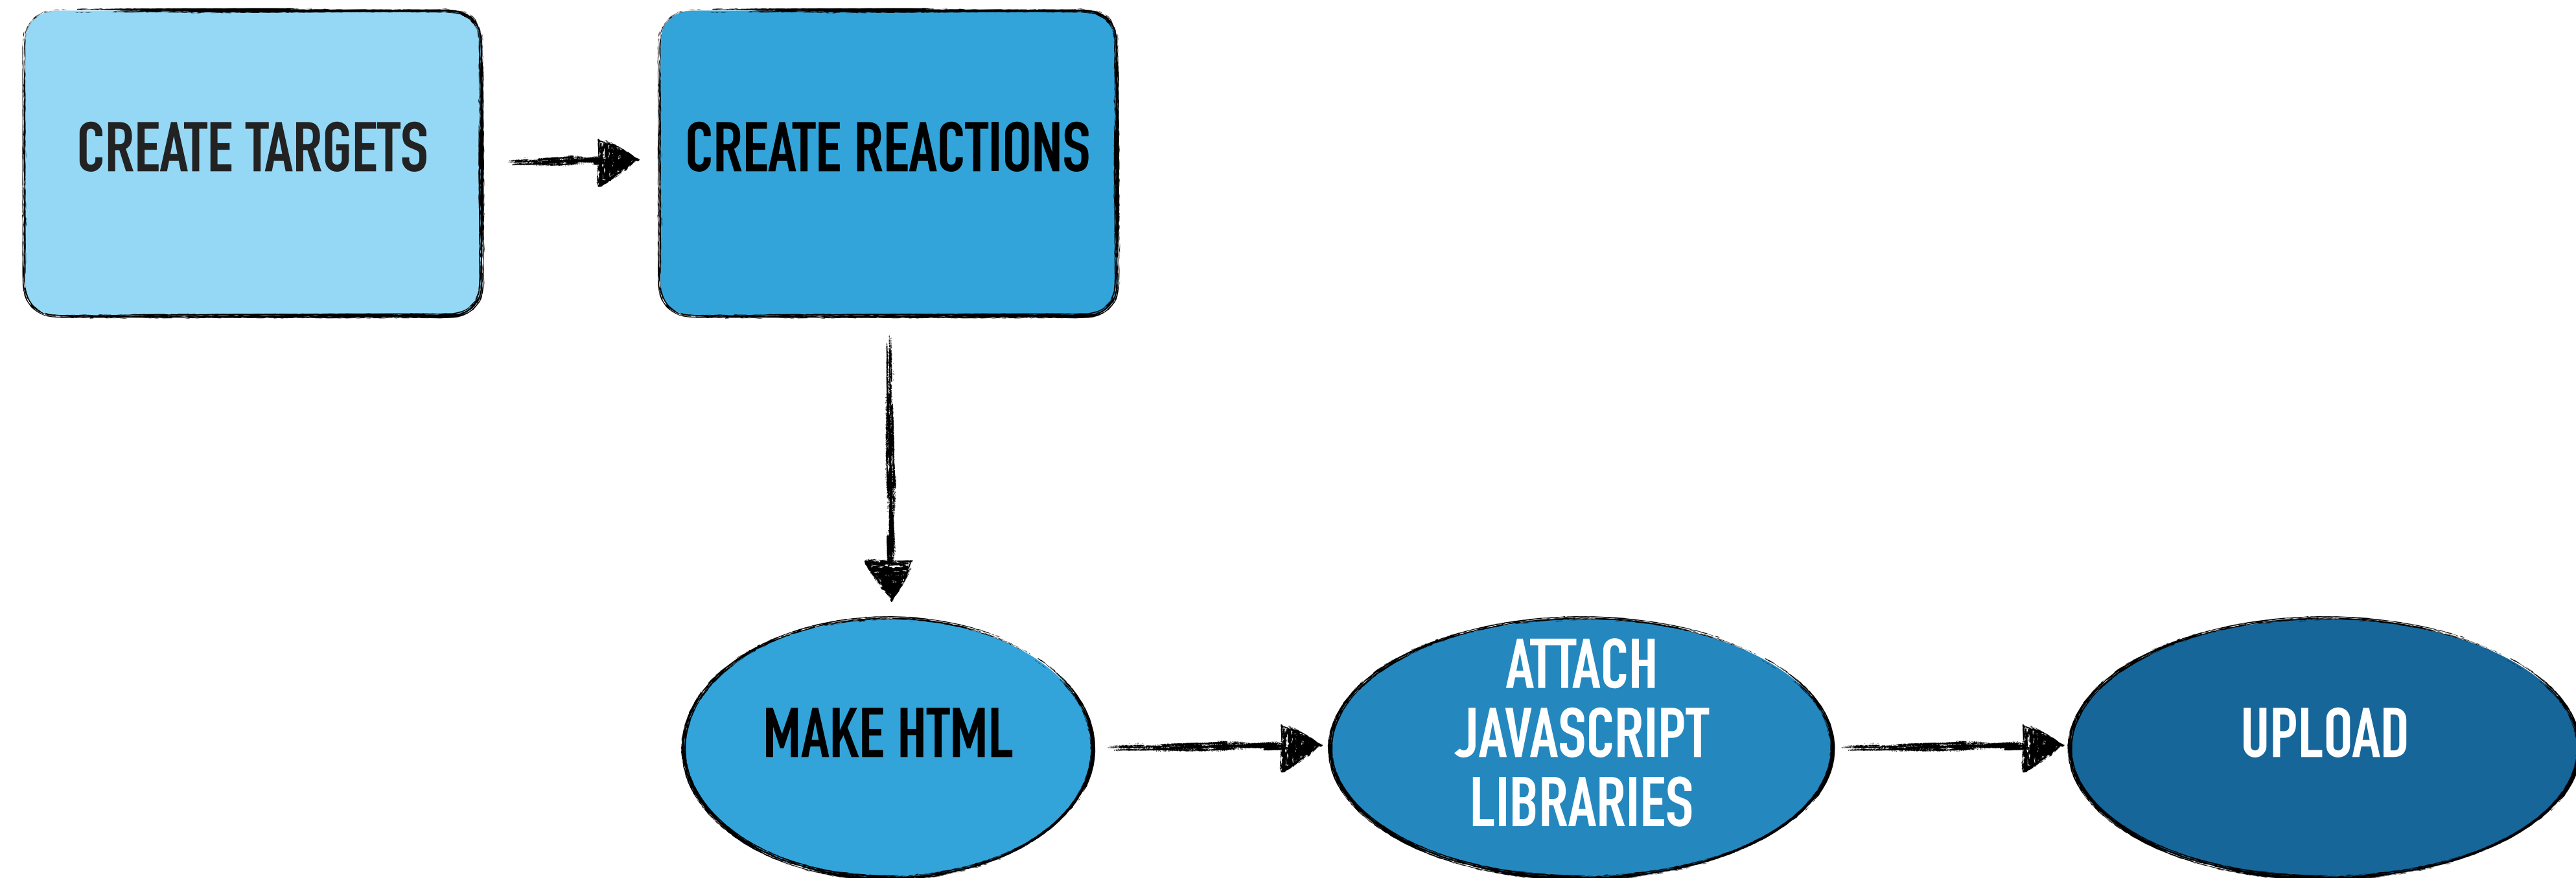 CREATE TARGETS
CREATE REACTIONS
MAKE HTML
ATTACH
JAVASCRIPT
LIBRARIES
UPLOAD